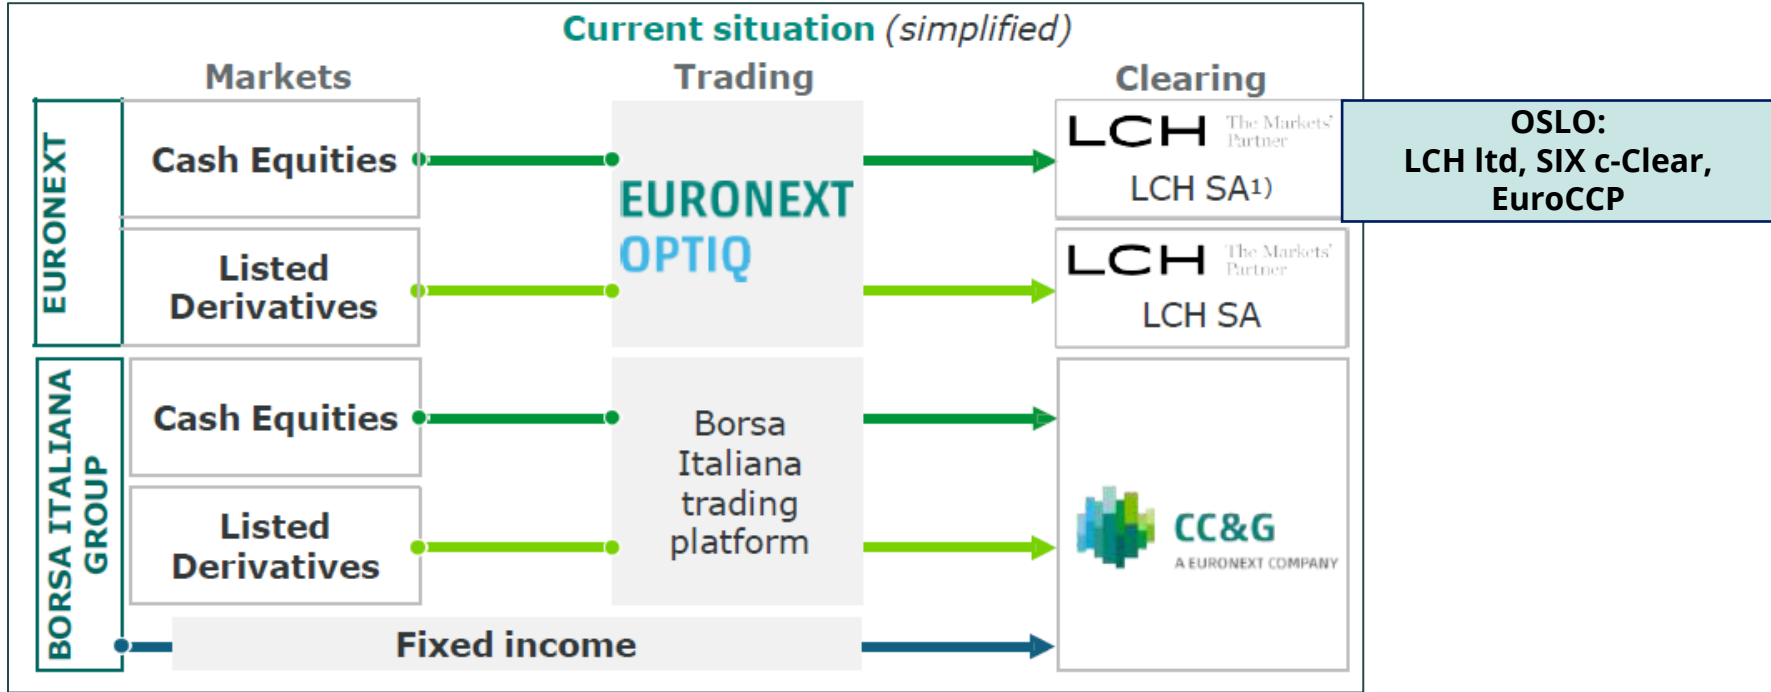 Current situation (simplified)
Markets
Trading
Clearing
EURONEXT
Cash Equities
Listed
Derivatives
EURONEXT
OPTIQ
LCH The Markets'
Partner
LCH SA1)
OSLO:
LCH ltd, SIX c-Clear,
EuroCCP
LCH The Markets'
Partner
LCH SA
BORSA ITALIANA
GROUP
Cash Equities
Listed
Derivatives
Borsa
Italiana
trading
platform
CC&G
A EURONEXT COMPANY
Fixed income